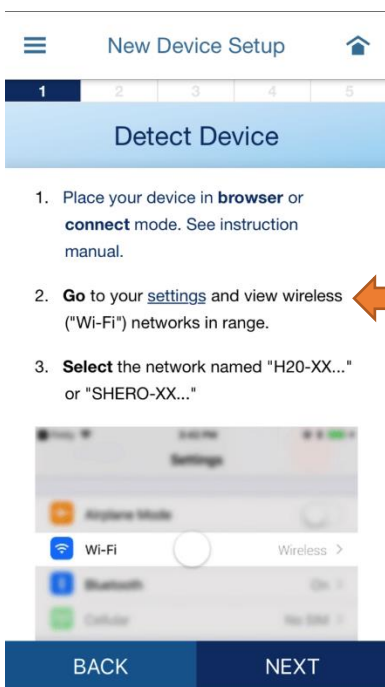 New Device Setup
1 2 3 4 5
Detect Device
1. Place your device in browser or
connect mode. See instruction
manual.
2. Go to your settings and view wireless
("Wi-Fi") networks in range.
3. Select the network named "H20-XX..."
or "SHERO-XX..."
3:43 PM
Settings
Airplane Mode
Wi-Fi Wireless >
Bluetooth On >
Cellular No SIM >
BACK NEXT